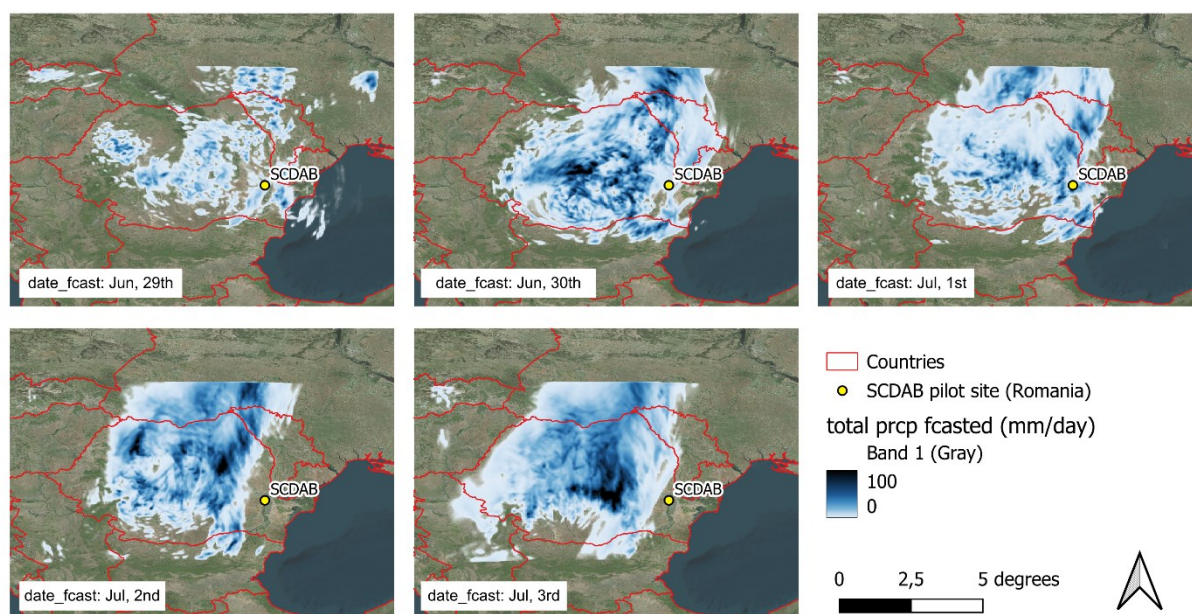 SCDAB
date_fcast: Jun, 29th
SCDAB
date_fcast: Jun, 30th
SCDAB
date_fcast: Jul, 1st
SCDAB
date_fcast: Jul, 2nd
SCDAB
date_fcast: Jul, 3rd
Countries
SCDAB pilot site (Romania)
total prcp fcasted (mm/day)
Band 1 (Gray)
100
0
0 2,5 5 degrees